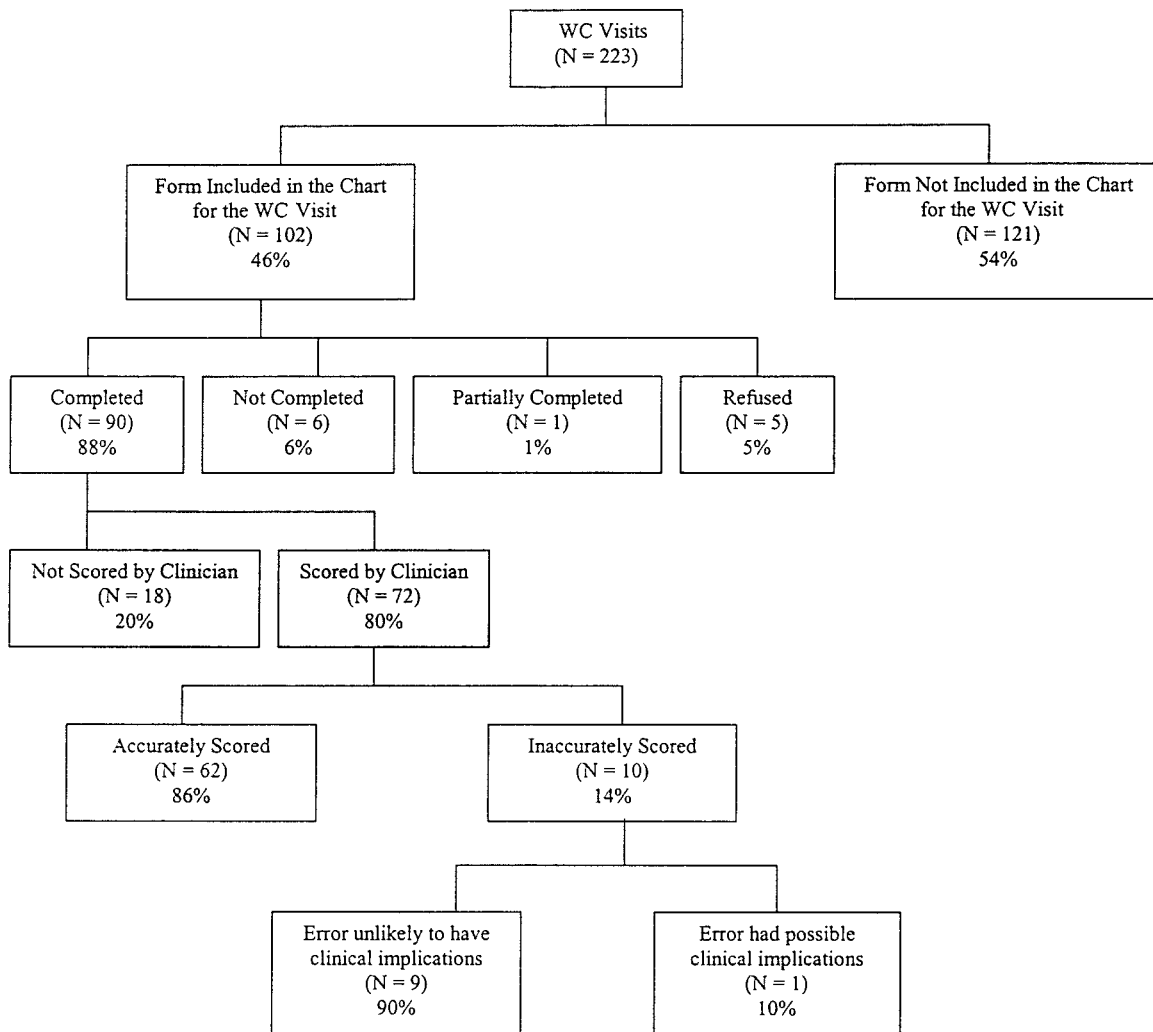 WC Visits
(N = 223)
Form Included in the Chart
for the WC Visit
(N = 102)
46%
Form Not Included in the Chart
for the WC Visit
(N = 121)
54%
Completed
(N = 90)
88%
Not Completed
(N = 6)
6%
Partially Completed
(N = 1)
1%
Refused
(N = 5)
5%
Not Scored by Clinician
(N = 18)
20%
Scored by Clinician
(N = 72)
80%
Accurately Scored
(N = 62)
86%
Inaccurately Scored
(N = 10)
14%
Error unlikely to have
clinical implications
(N = 9)
90%
Error had possible
clinical implications
(N = 1)
10%